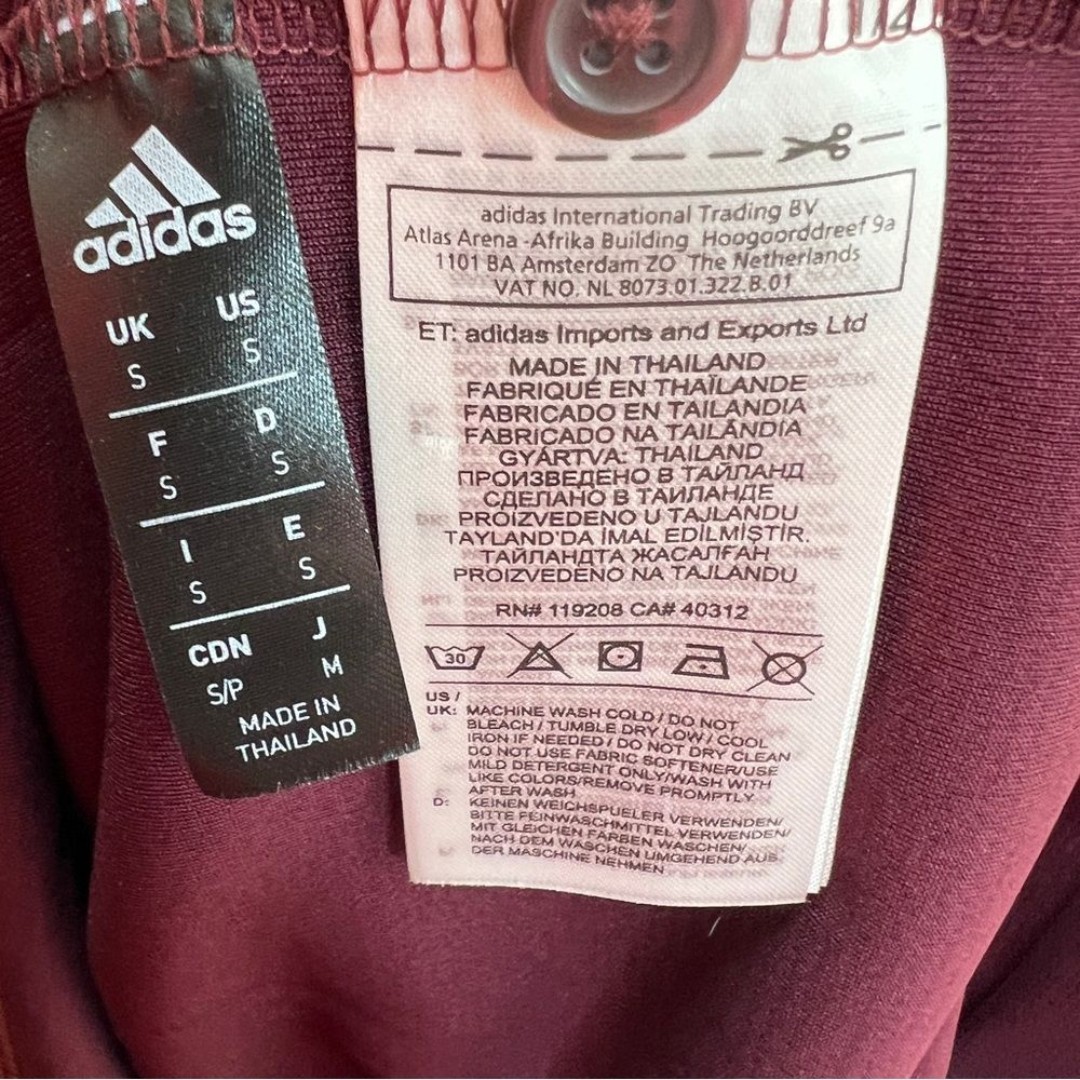 adidas
UK US
S S
F D
S S
I E
S S
CDN J
S/P M
MADE IN
THAILAND
adidas International Trading BV
Atlas Arena -Afrika Building Hoogoorddreef 9a
1101 BA Amsterdam ZO The Netherlands
VAT NO. NL 8073.01.322.B.01
ET: adidas Imports and Exports Ltd
MADE IN THAILAND
FABRIQUÉ EN THAÏLANDE
FABRICADO EN TAILANDIA
FABRICADO NA TAILÂNDIA
GYÁRTVA: THAILAND
ПРОИЗВЕДЕНО В ТАЙЛАНД
СДЕЛАНО В ТАИЛАНДЕ
PROIZVEDENO U TAJLANDU
TAYLAND'DA İMAL EDİLMİŞTİR.
ТАЙЛАНДТА ЖАСАЛҒАН
PROIZVEDENO NA TAJLANDU
RN# 119208 CA# 40312
30
US /
UK: MACHINE WASH COLD / DO NOT
BLEACH / TUMBLE DRY LOW / COOL
IRON IF NEEDED / DO NOT DRY CLEAN
DO NOT USE FABRIC SOFTENER/USE
MILD DETERGENT ONLY/WASH WITH
LIKE COLORS/REMOVE PROMPTLY
AFTER WASH
D: KEINEN WEICHSPUELER VERWENDEN/
BITTE FEINWASCHMITTEL VERWENDEN/
MIT GLEICHEN FARBEN WASCHEN/
NACH DEM WASCHEN UMGEHEND AUS
DER MASCHINE NEHMEN